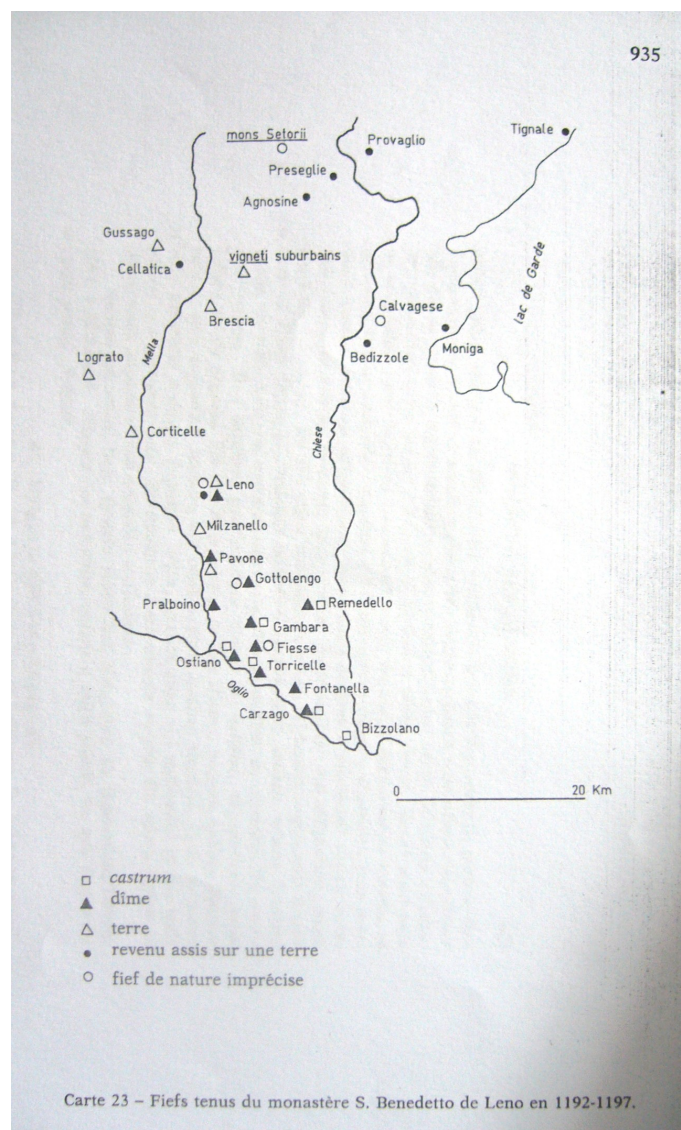 935
mons Setorii
Provaglio
Tignale
Preseglie
Agnosine
Gussago
vigneti suburbains
Cellatica
lac de Garde
Calvagese
Brescia
Mella
Moniga
Bedizzole
Lograto
Corticelle
Chiese
Leno
Milzanello
Pavone
Gottolengo
Pralboino
Remedello
Gambara
Fiesse
Ostiano
Torricelle
Oglio
Fontanella
Carzago
Bizzolano
0 20 Km
castrum
dîme
terre
revenu assis sur une terre
fief de nature imprécise
Carte 23 – Fiefs tenus du monastère S. Benedetto de Leno en 1192-1197.